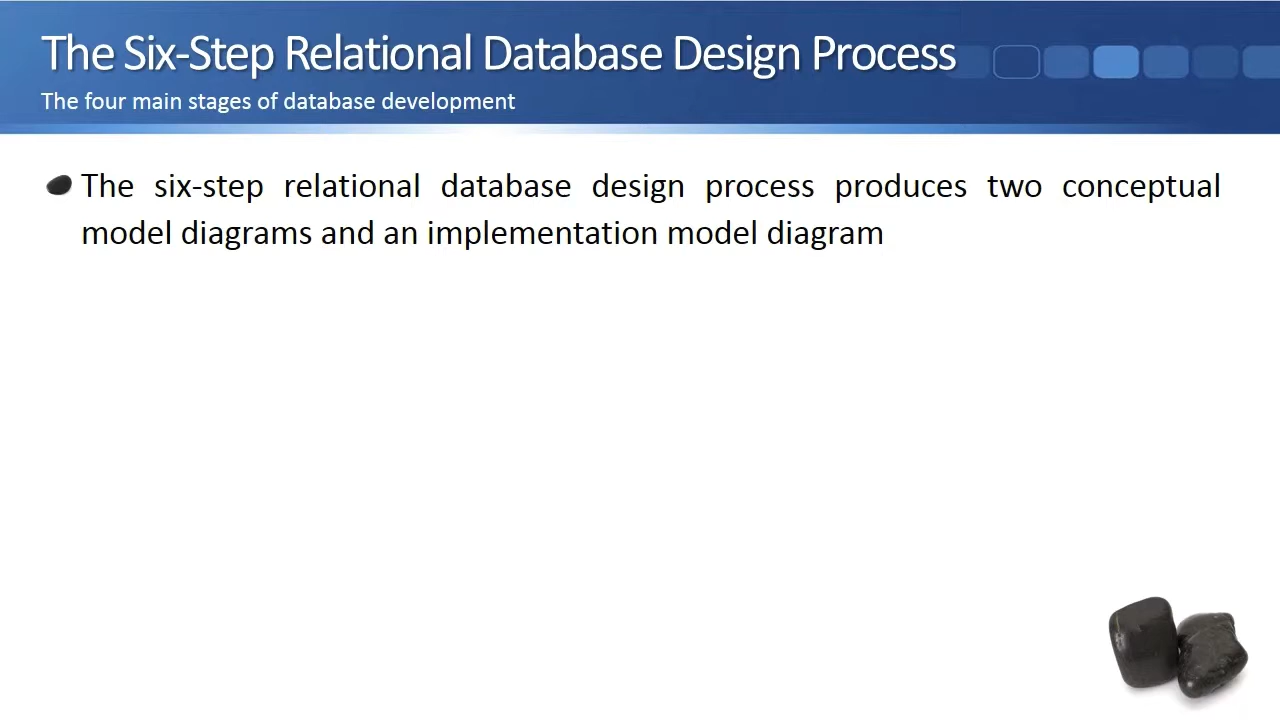 The Six-Step Relational Database Design Process
The four main stages of database development
The six-step relational database design process produces two conceptual
model diagrams and an implementation model diagram